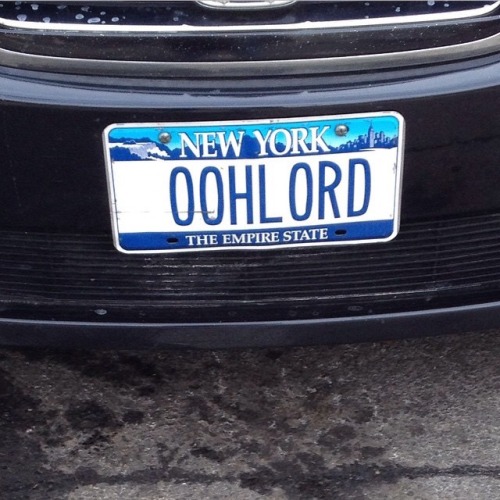 NEW YORK
OOHLORD
THE EMPIRE STATE